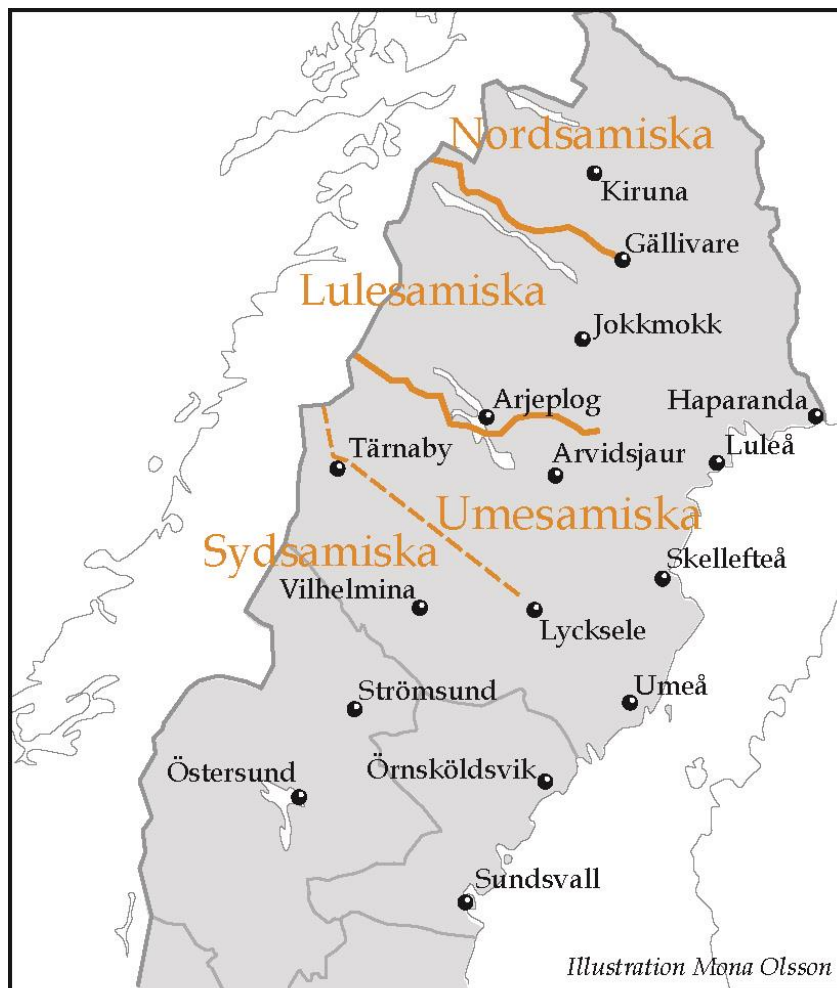 Nordsamiska
Kiruna
Gällivare
Lulesamiska
Jokkmokk
Arjeplog
Haparanda
Tärnaby
Arvidsjaur
Luleå
Umesamiska
Sydsamiska
Skellefteå
Vilhelmina
Lycksele
Strömsund
Umeå
Östersund
Örnsköldsvik
Sundsvall
Illustration Mona Olsson